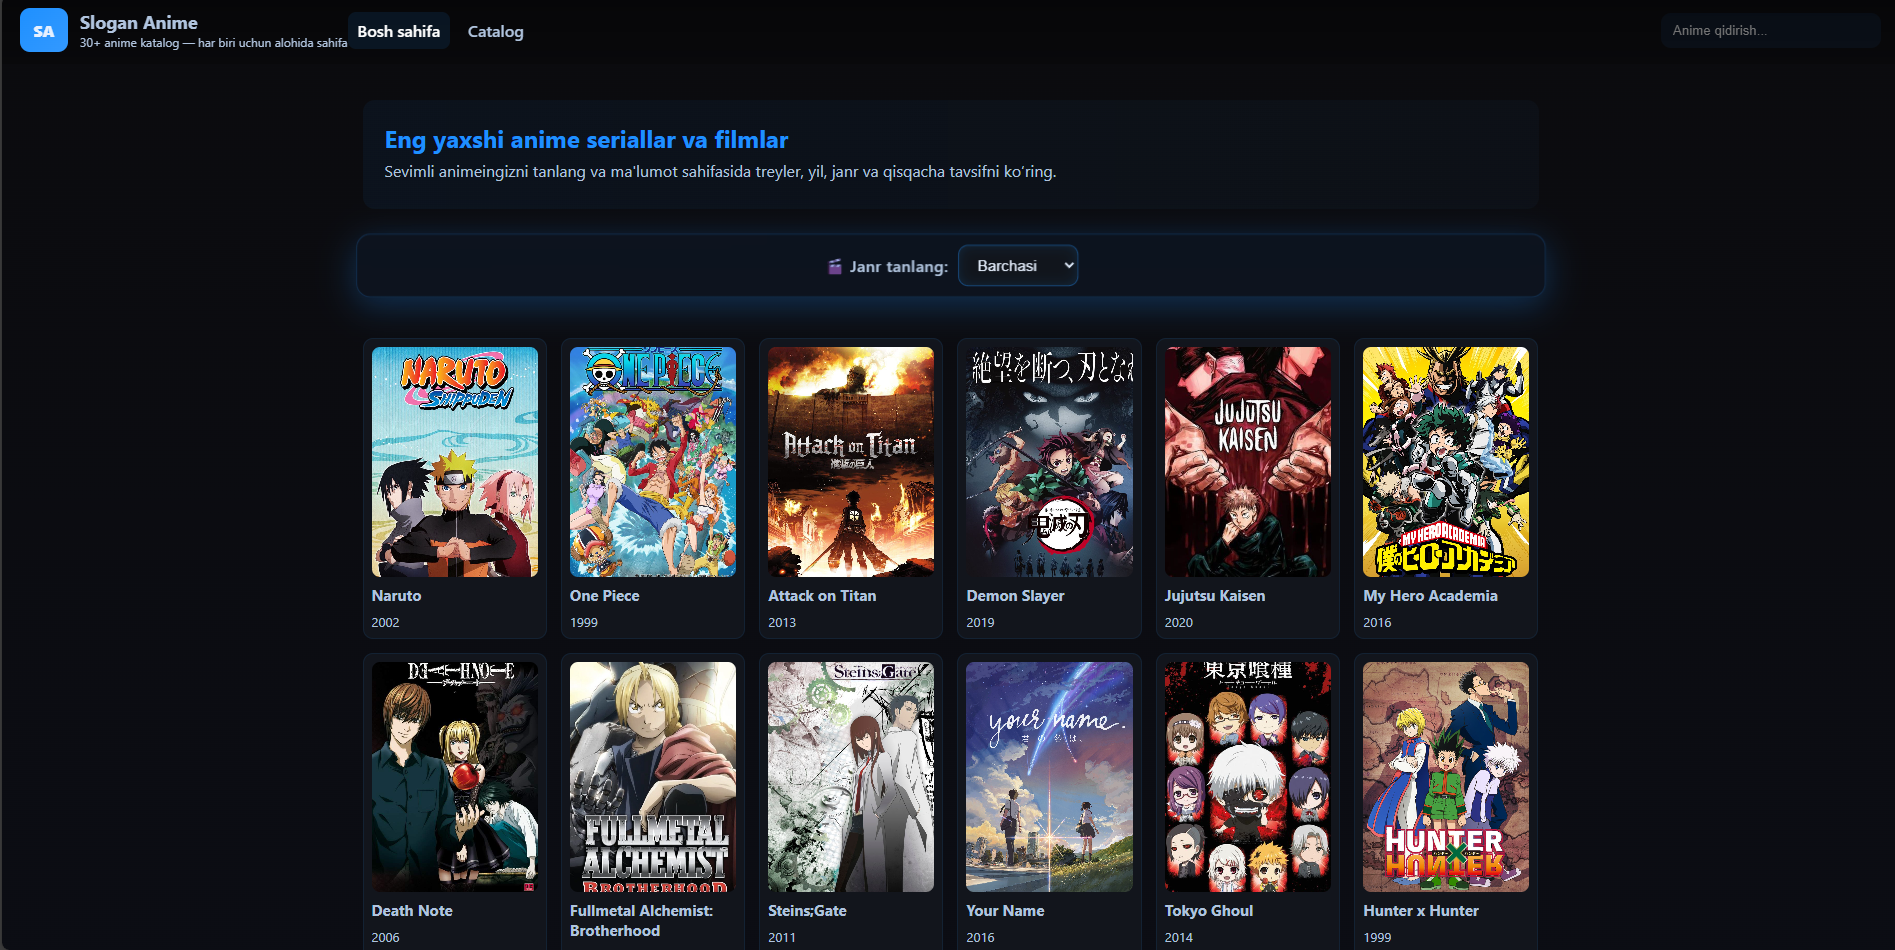 SA
Slogan Anime
30+ anime katalog — har biri uchun alohida sahifa
Bosh sahifa
Catalog
Anime qidirish...
Eng yaxshi anime seriallar va filmlar
Sevimli animeingizni tanlang va ma'lumot sahifasida treyler, yil, janr va qisqacha tavsifni ko'ring.
Janr tanlang:
Barchasi
NARUTO
SHIPPUDEN
ONE PIECE
Attack on Titan
進撃の巨人
絶望を断つ、刃となれ
鬼滅の刃
JUJUTSU
KAISEN
MY HERO ACADEMIA
僕のヒーローアカデミア
Naruto
2002
One Piece
1999
Attack on Titan
2013
Demon Slayer
2019
Jujutsu Kaisen
2020
My Hero Academia
2016
DEATH NOTE
FULLMETAL
ALCHEMIST
BROTHERHOOD
Steins;Gate
your name.
君の名は.
東京喰種
HUNTER
HUNTER
Death Note
2006
Fullmetal Alchemist:
Brotherhood
Steins;Gate
2011
Your Name
2016
Tokyo Ghoul
2014
Hunter x Hunter
1999